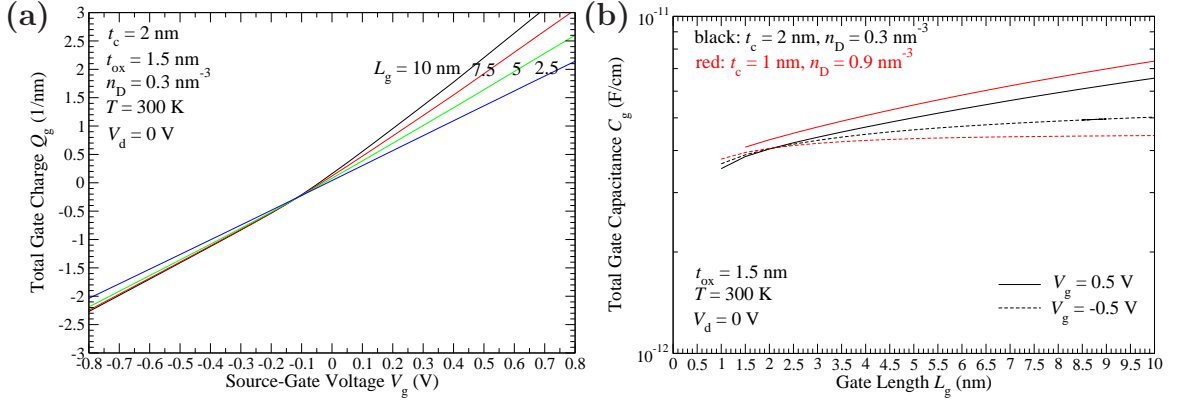 (a)
Total Gate Charge Q_g (1/nm)
3
2.5
2
1.5
1
0.5
0
-0.5
-1
-1.5
-2
-2.5
-3
t_c = 2 nm
t_ox = 1.5 nm
n_D = 0.3 nm^-3
T = 300 K
V_d = 0 V
L_g = 10 nm 7.5 5 2.5
-0.8 -0.7 -0.6 -0.5 -0.4 -0.3 -0.2 -0.1 0 0.1 0.2 0.3 0.4 0.5 0.6 0.7 0.8
Source-Gate Voltage V_g (V)
(b)
Total Gate Capacitance C_g (F/cm)
10^-11
10^-12
black: t_c = 2 nm, n_D = 0.3 nm^-3
red: t_c = 1 nm, n_D = 0.9 nm^-3
t_ox = 1.5 nm
T = 300 K
V_d = 0 V
V_g = 0.5 V
V_g = -0.5 V
0 0.5 1 1.5 2 2.5 3 3.5 4 4.5 5 5.5 6 6.5 7 7.5 8 8.5 9 9.5 10
Gate Length L_g (nm)